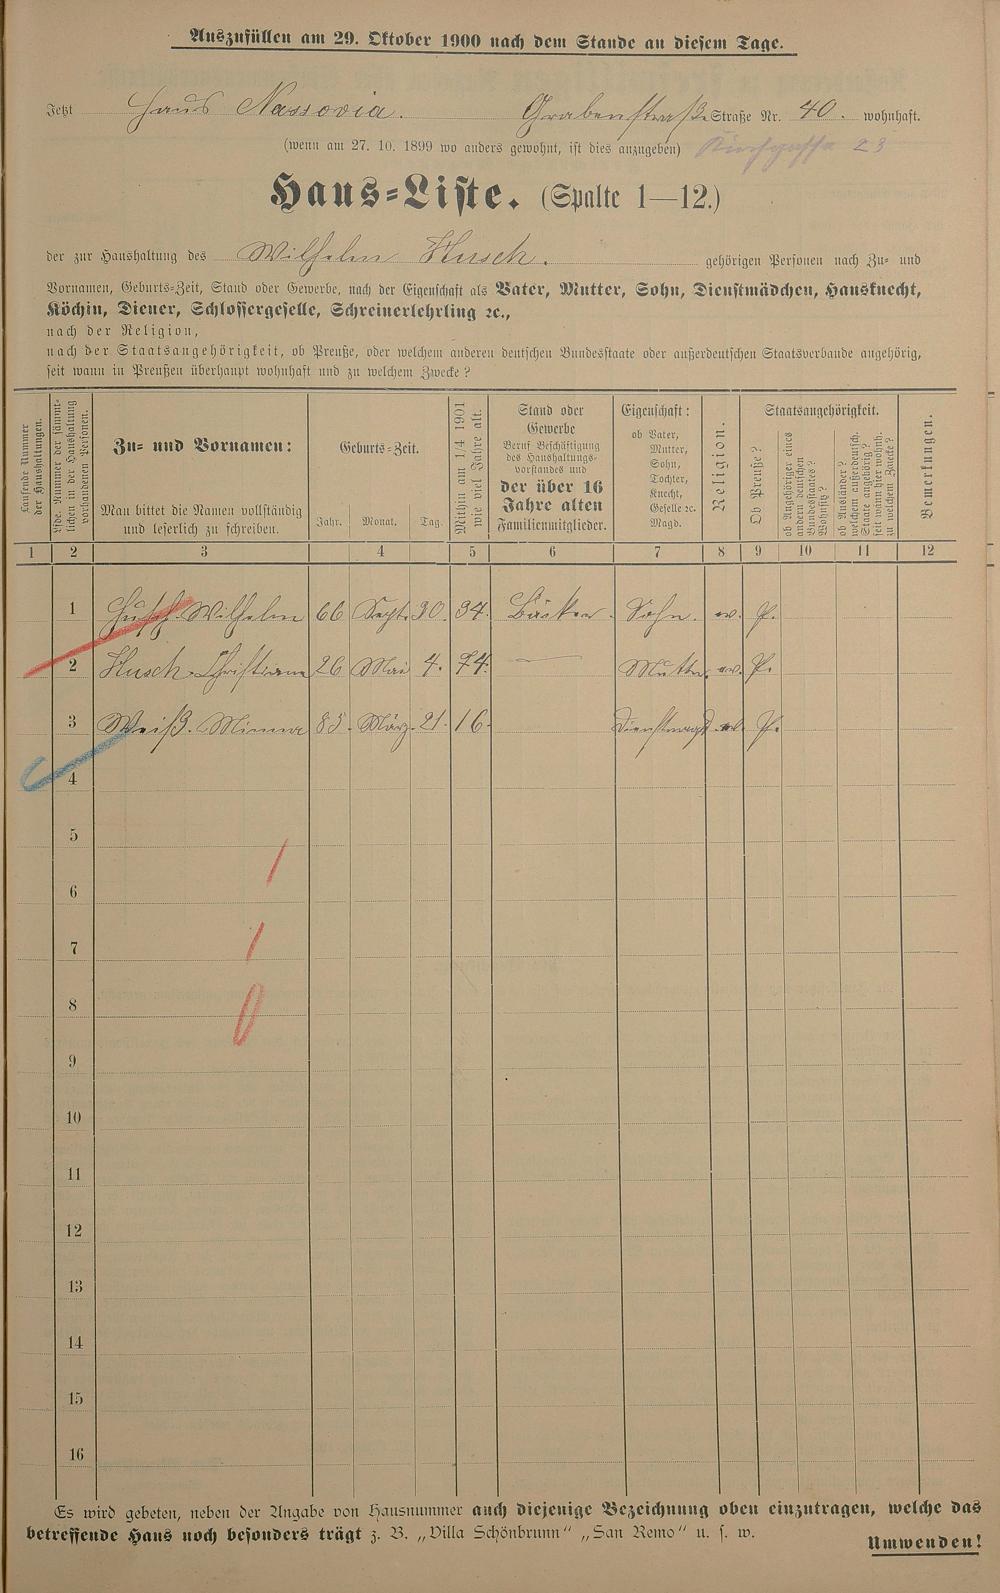 Auszufüllen am 29. Oktober 1900 nach dem Stande an diesem Tage.
Jetzt Haus Nassovia. Grabenstraße Straße Nr. 40. wohnhaft.
(wenn am 27. 10. 1899 wo anders gewohnt, ist dies anzugeben) Kirchgasse 23
Haus=Liste. (Spalte 1—12.)
der zur Haushaltung des Wilhelm Husch. gehörigen Personen nach Zu= und
Vornamen, Geburts=Zeit, Stand oder Gewerbe, nach der Eigenschaft als Vater, Mutter, Sohn, Dienstmädchen, Hausknecht,
Köchin, Diener, Schlossergeselle, Schreinerlehrling ꝛc.,
nach der Religion,
nach der Staatsangehörigkeit, ob Preuße, oder welchem anderen deutschen Bundesstaate oder außerdeutschen Staatsverbande angehörig,
seit wann in Preußen überhaupt wohnhaft und zu welchem Zwecke?
Laufende Nummer
der Haushaltungen.
lfde. Nummer der sämmt=
lichen in der Haushaltung
vorhandenen Personen.
Zu= und Vornamen:
Man bittet die Namen vollständig
und leserlich zu schreiben.
Geburts=Zeit.
Jahr. Monat. Tag.
Mithin am 1/4 1901
wie viel Jahre alt.
Stand oder
Gewerbe
Beruf Beschäftigung
des Haushaltungs=
vorstandes und
der über 16
Jahre alten
Familienmitglieder.
Eigenschaft:
ob Vater,
Mutter,
Sohn,
Tochter,
Knecht,
Geselle ꝛc.
Magd.
Religion.
Staatsangehörigkeit.
Ob Preuße?
ob Angehöriger eines
andern deutschen
Bundesstaates?
Wohnsitz?
ob Ausländer?
welchem außerdeutsch.
Staate angehörig?
seit wann hier wohnh.
zu welchem Zwecke?
Bemerkungen.
1 2 3 4 5 6 7 8 9 10 11 12
1 Husch. Wilhelm 66 Sept. 30. 34. Bäcker. Sohn. ev. P.
2 Husch. Christiane 26 Mai 4. 74. — Mutter. ev. P.
3 Weiß. Minna 85. März. 21. 16. Dienstmagd ev. P.
4
5
6
7
8
9
10
11
12
13
14
15
16
Es wird gebeten, neben der Angabe von Hausnummer auch diejenige Bezeichnung oben einzutragen, welche das
betreffende Haus noch besonders trägt z. B. „Villa Schönbrunn“ „San Remo“ u. s. w.
Umwenden!